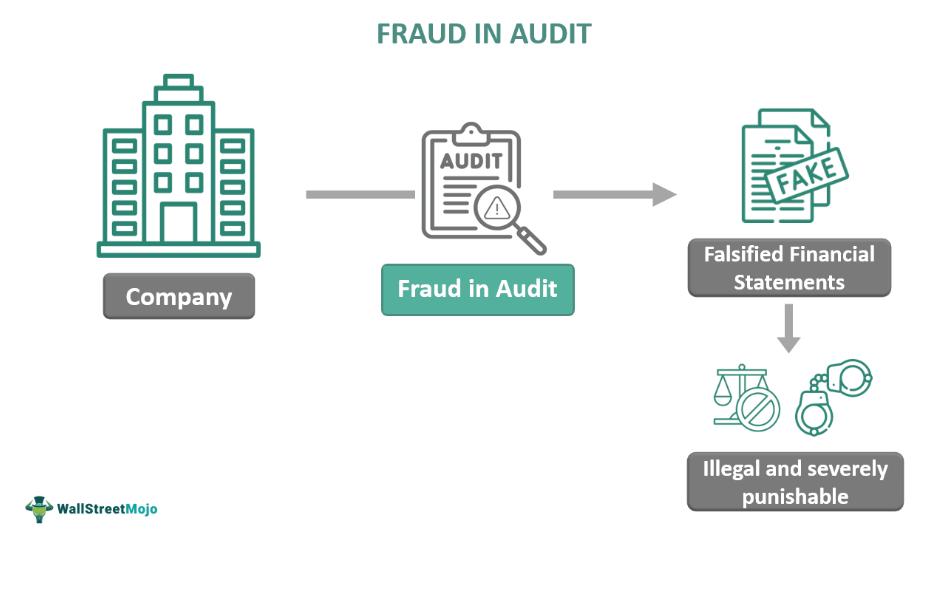 FRAUD IN AUDIT
AUDIT
FAKE
Company
Fraud in Audit
Falsified Financial
Statements
Illegal and severely
punishable
WallStreetMojo